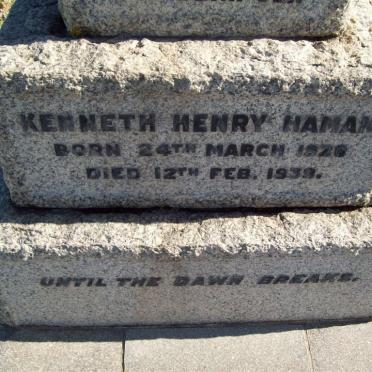 KENNETH HENRY HAMAN
BORN 24TH MARCH 1926
DIED 12TH FEB. 1939.
UNTIL THE DAWN BREAKS.